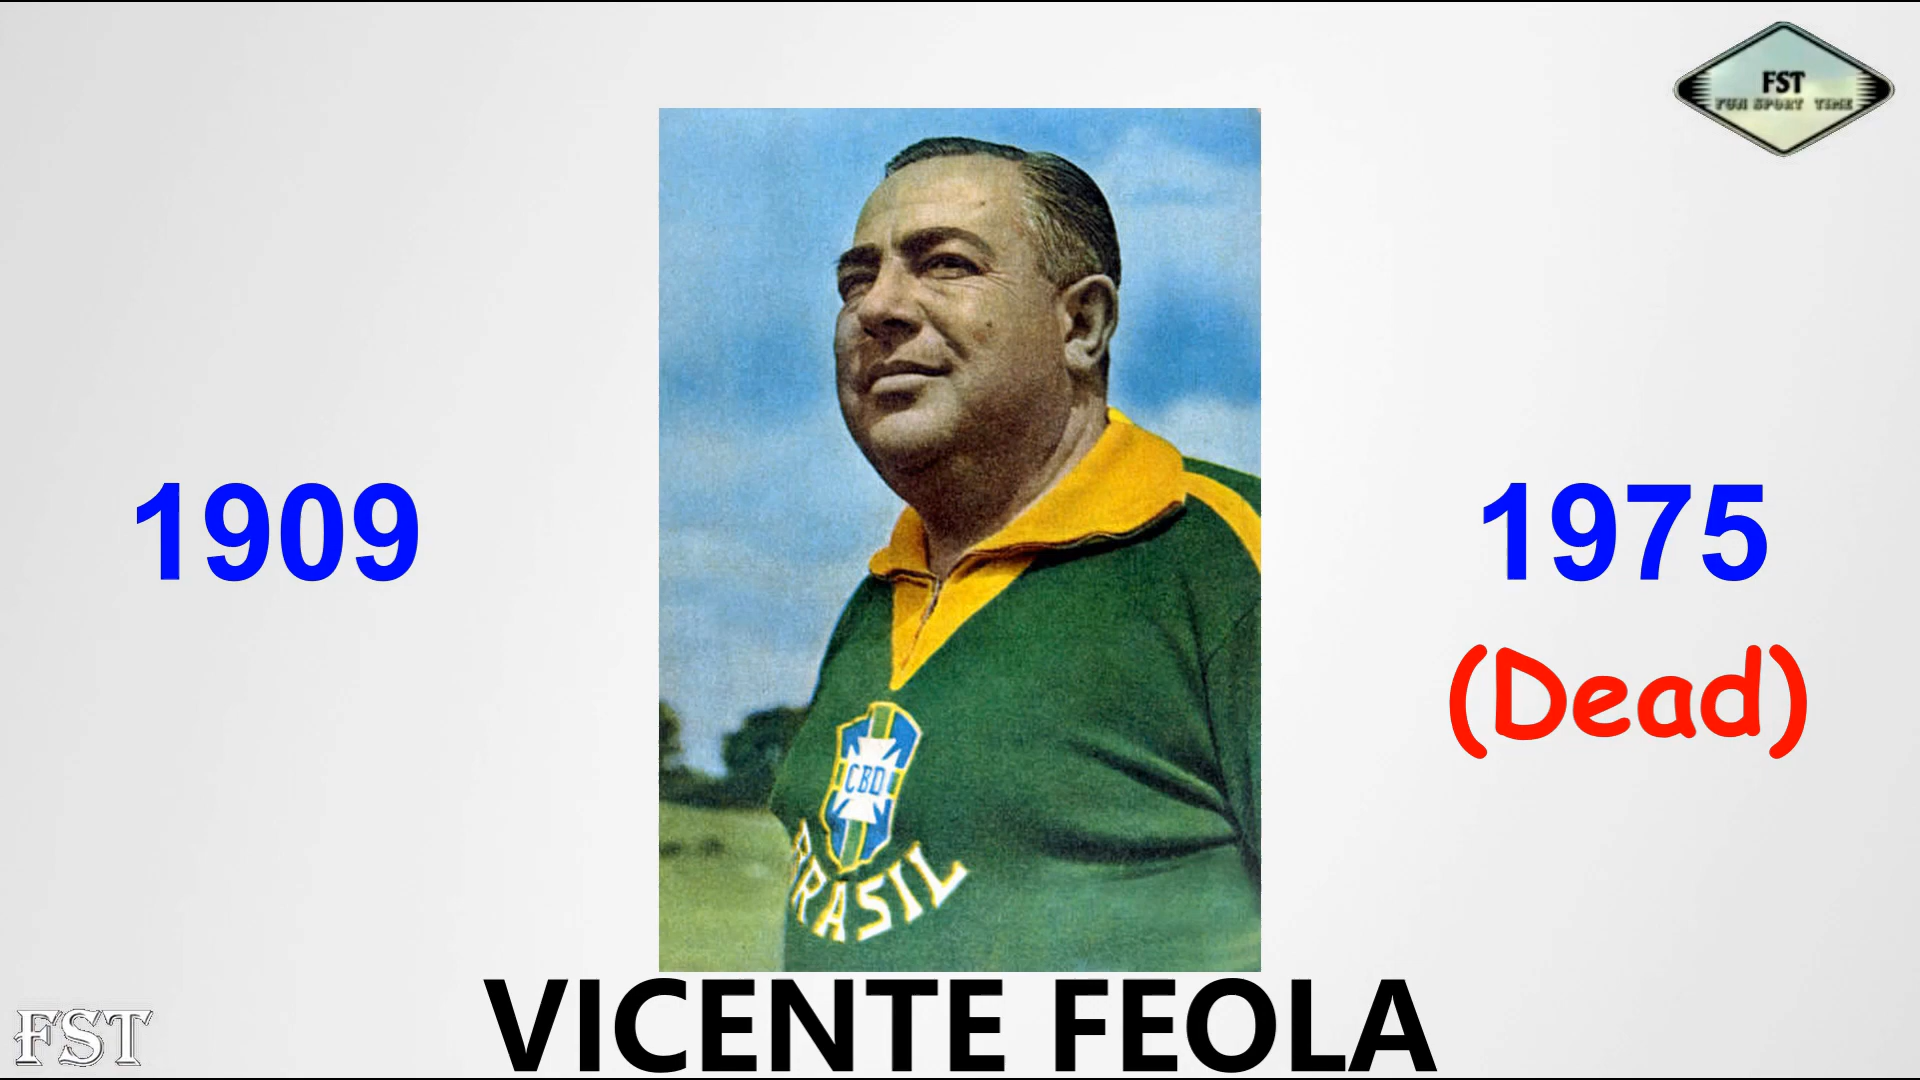 FST
FUN SPORT TIME
1909
1975
(Dead)
CBD
BRASIL
VICENTE FEOLA
FST